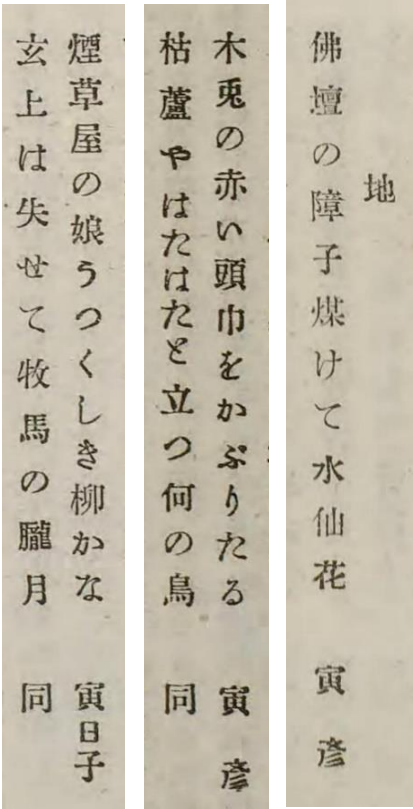 地
佛壇の障子煤けて水仙花　寅彦
木兎の赤い頭巾をかぶりたる　寅彦
枯蘆やはたはたと立つ何の鳥　同
煙草屋の娘うつくしき柳かな　寅日子
玄上は失せて牧馬の朧月　同